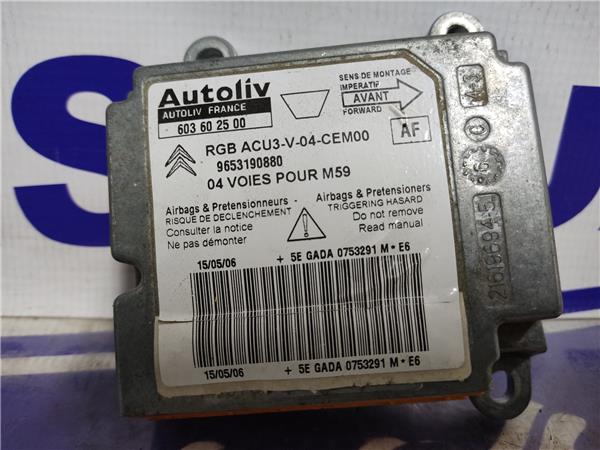 Autoliv
AUTOLIV FRANCE
603 60 25 00
SENS DE MONTAGE
IMPERATIF
AVANT
FORWARD
AF
RGB ACU3-V-04-CEM00
9653190880
04 VOIES POUR M59
Airbags & Pretensionneurs
RISQUE DE DECLENCHEMENT
Consulter la notice
Ne pas démonter
Airbags & Pretensioners
TRIGGERING HASARD
Do not remove
Read manual
15/05/06
+ 5E GADA 0753291 M * E6
15/05/06
+ 5E GADA 0753291 M * E6